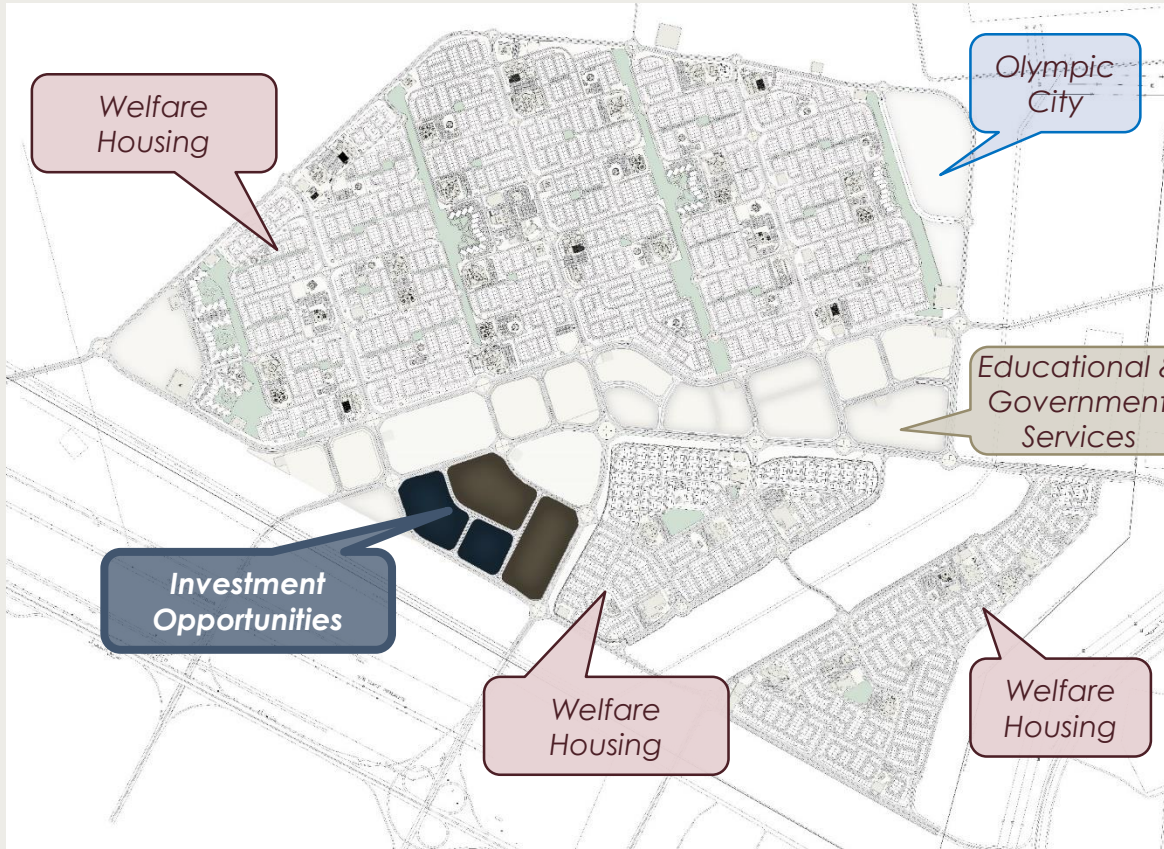 Welfare
Housing
Olympic
City
Educational &
Government
Services
Investment
Opportunities
Welfare
Housing
Welfare
Housing